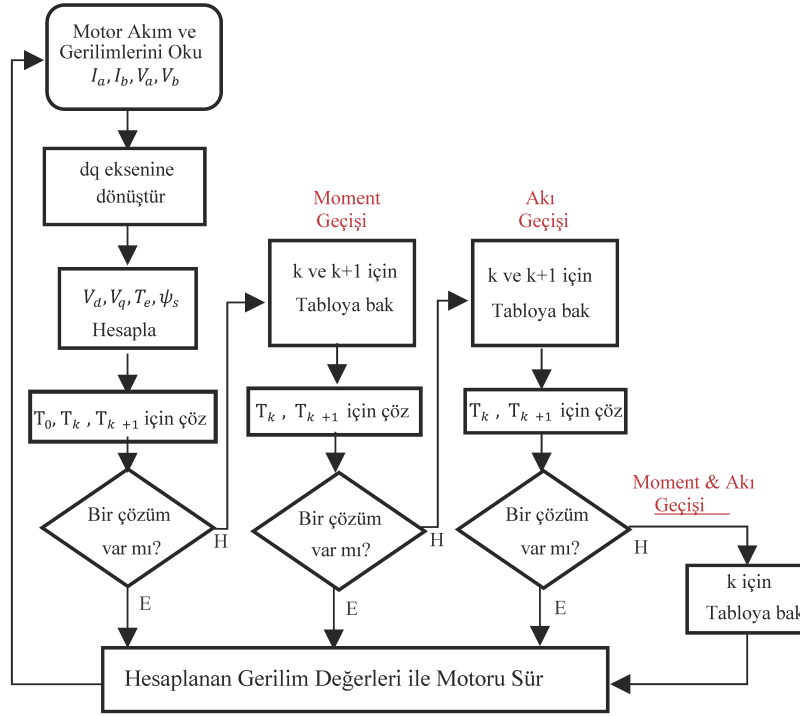 Motor Akım ve
Gerilimlerini Oku
I_a, I_b, V_a, V_b
dq eksenine
dönüştür
V_d, V_q, T_e, ψ_s
Hesapla
T_0, T_k , T_k +1 için çöz
Bir çözüm
var mı?
H
E
Moment
Geçişi
k ve k+1 için
Tabloya bak
T_k , T_k +1 için çöz
Bir çözüm
var mı?
H
E
Akı
Geçişi
k ve k+1 için
Tabloya bak
T_k , T_k +1 için çöz
Bir çözüm
var mı?
H
E
Moment & Akı
Geçişi
k için
Tabloya bak
Hesaplanan Gerilim Değerleri ile Motoru Sür